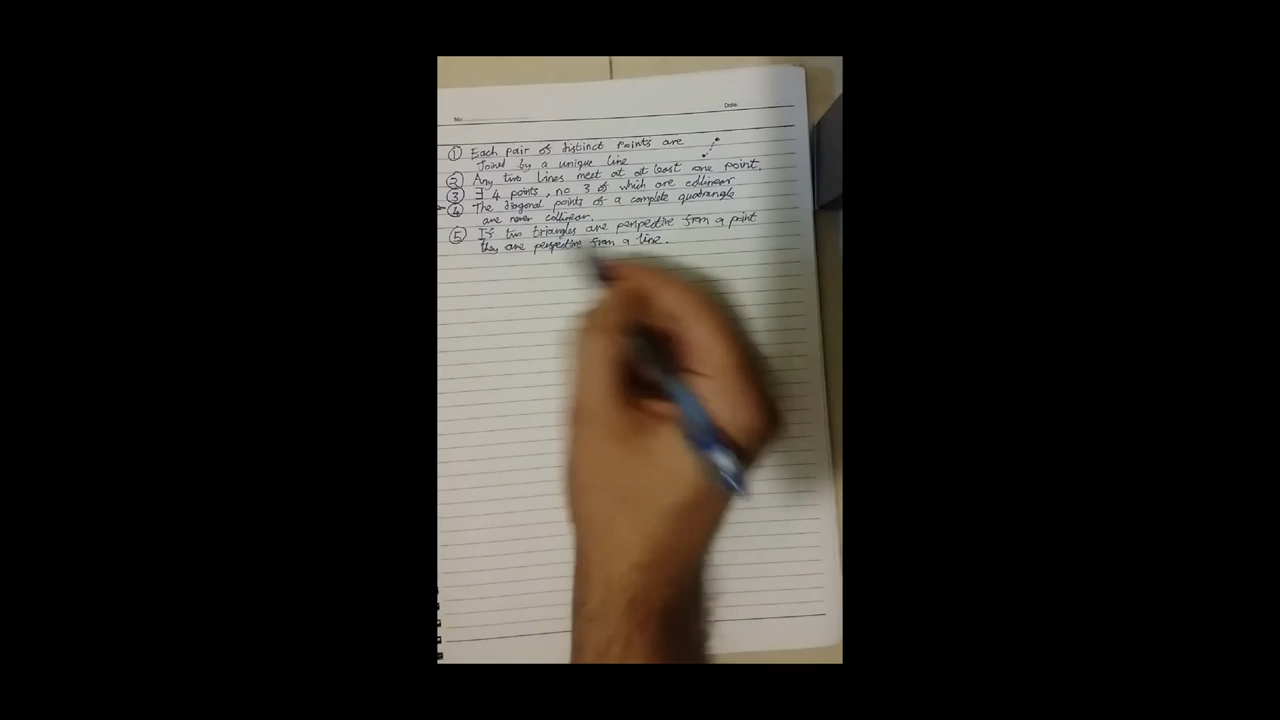 No:
Date:
① Each pair of distinct points are
Joined by a unique line
② Any two lines meet at at least one point.
③ ∃ 4 points, no 3 of which are collinear
④ The diagonal points of a complete quadrangle
are never collinear.
⑤ If two triangles are perspective from a point
they are perspective from a line.